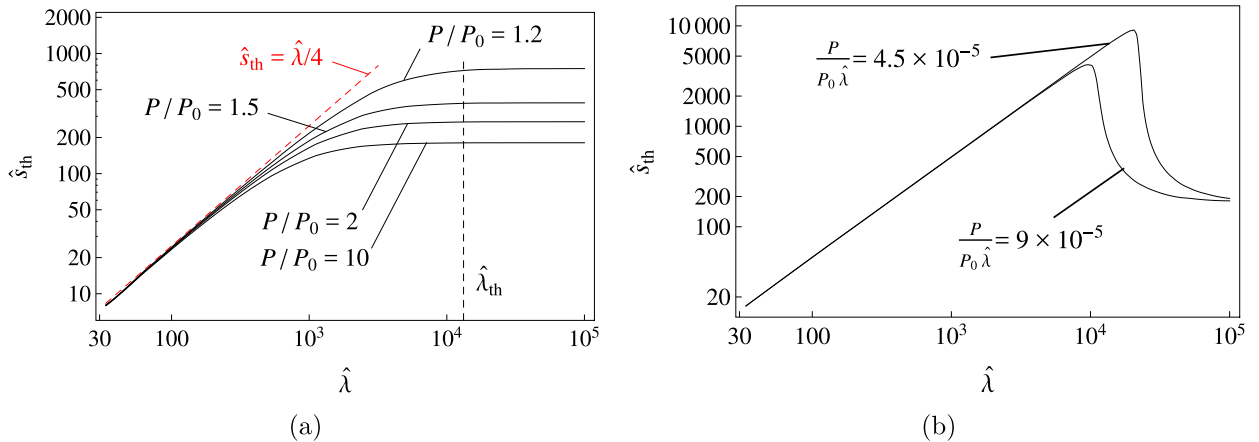 2000
1000
500
200
100
50
20
10
ŝth
ŝth = λ̂/4
P/P0 = 1.2
P/P0 = 1.5
P/P0 = 2
P/P0 = 10
λ̂th
30 100 10³ 10⁴ 10⁵
λ̂
(a)
10 000
5000
2000
1000
500
200
100
20
ŝth
P/(P0 λ̂) = 4.5 × 10⁻⁵
P/(P0 λ̂) = 9 × 10⁻⁵
30 100 10³ 10⁴ 10⁵
λ̂
(b)